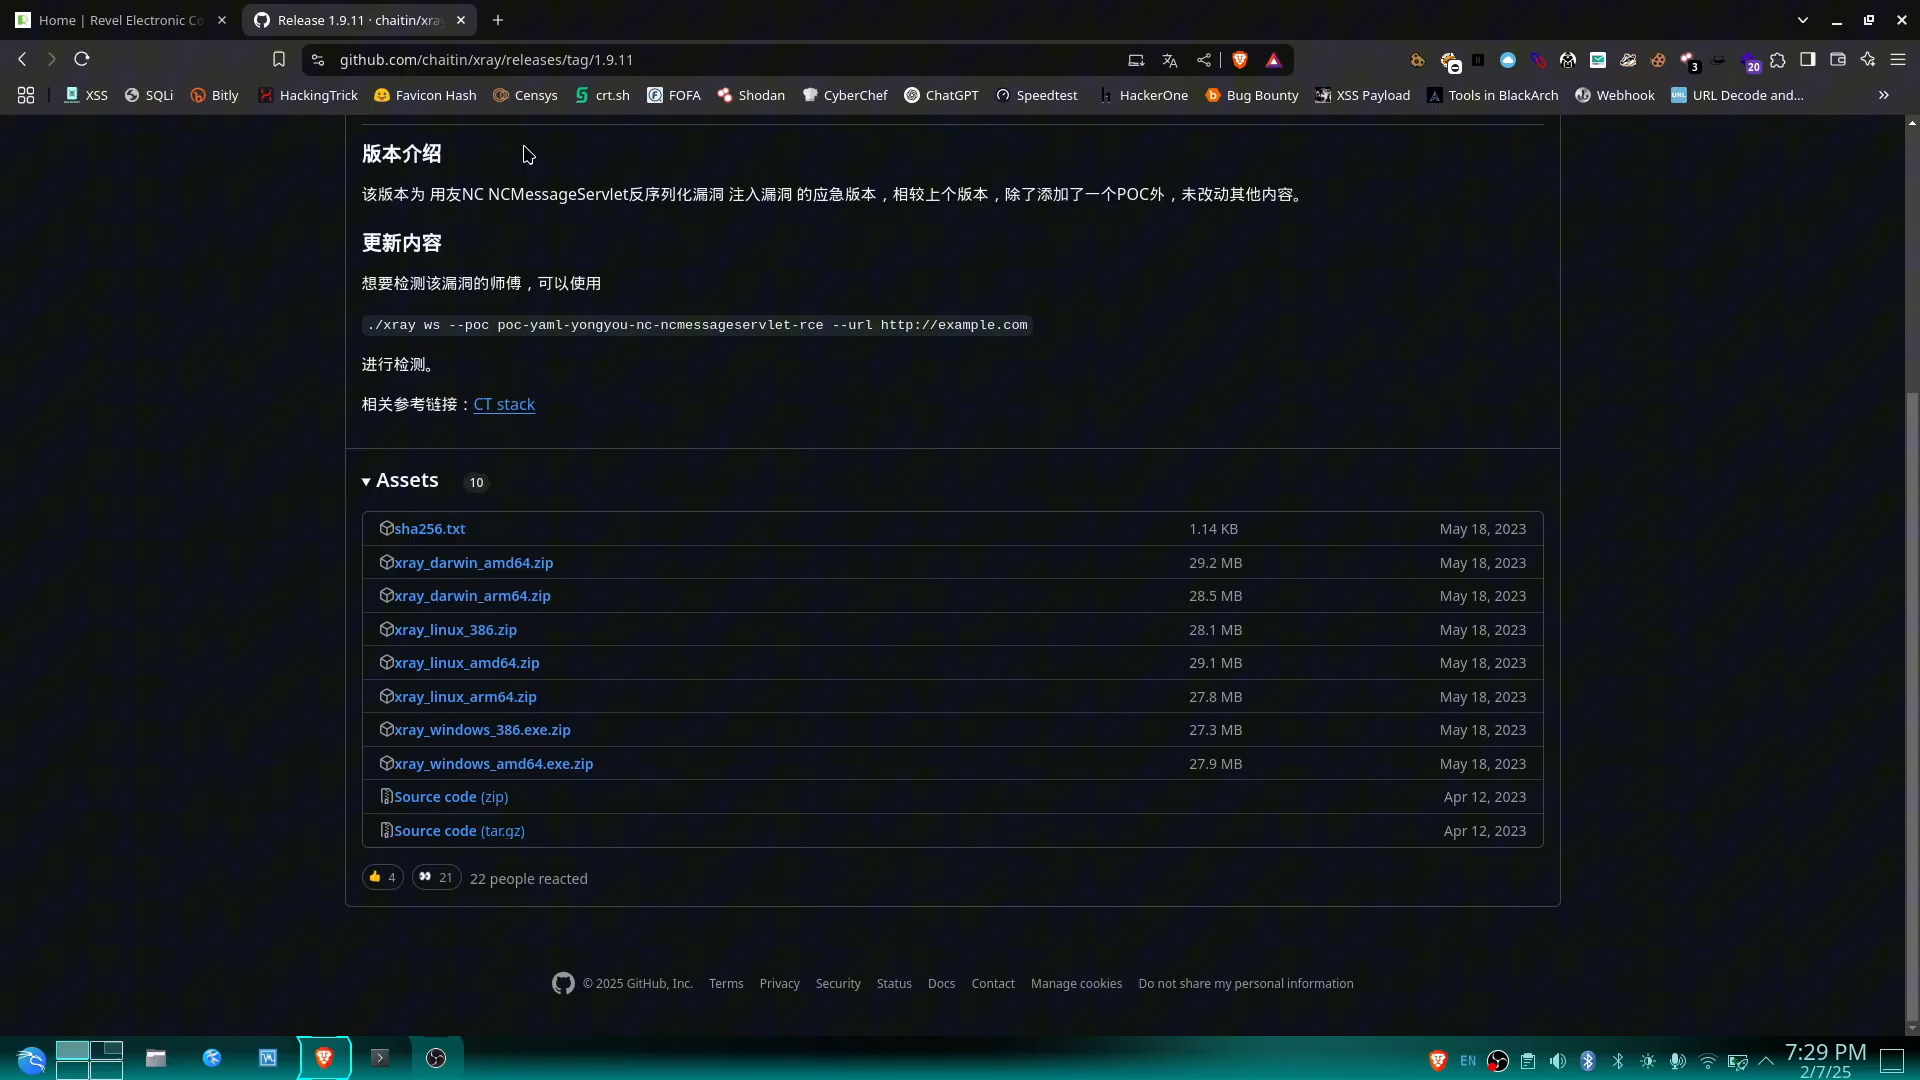 Home | Revel Electronic Co
Release 1.9.11 · chaitin/xray
github.com/chaitin/xray/releases/tag/1.9.11
3
20
XSS SQLi Bitly HackingTrick Favicon Hash Censys crt.sh FOFA Shodan CyberChef ChatGPT Speedtest HackerOne Bug Bounty XSS Payload Tools in BlackArch Webhook URL Decode and... »
版本介绍
该版本为 用友NC NCMessageServlet反序列化漏洞 注入漏洞 的应急版本，相较上个版本，除了添加了一个POC外，未改动其他内容。
更新内容
想要检测该漏洞的师傅，可以使用
./xray ws --poc poc-yaml-yongyou-nc-ncmessageservlet-rce --url http://example.com
进行检测。
相关参考链接：CT stack
Assets 10
sha256.txt 1.14 KB May 18, 2023
xray_darwin_amd64.zip 29.2 MB May 18, 2023
xray_darwin_arm64.zip 28.5 MB May 18, 2023
xray_linux_386.zip 28.1 MB May 18, 2023
xray_linux_amd64.zip 29.1 MB May 18, 2023
xray_linux_arm64.zip 27.8 MB May 18, 2023
xray_windows_386.exe.zip 27.3 MB May 18, 2023
xray_windows_amd64.exe.zip 27.9 MB May 18, 2023
Source code (zip) Apr 12, 2023
Source code (tar.gz) Apr 12, 2023
4 21 22 people reacted
© 2025 GitHub, Inc. Terms Privacy Security Status Docs Contact Manage cookies Do not share my personal information
EN
7:29 PM
2/7/25